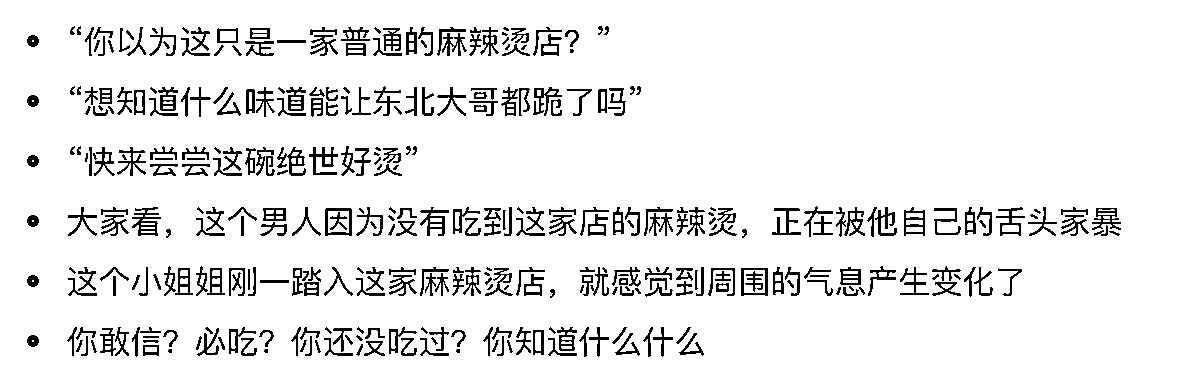 • “你以为这只是一家普通的麻辣烫店？”
• “想知道什么味道能让东北大哥都跪了吗”
• “快来尝尝这碗绝世好烫”
• 大家看，这个男人因为没有吃到这家店的麻辣烫，正在被他自己的舌头家暴
• 这个小姐姐刚一踏入这家麻辣烫店，就感觉到周围的气息产生变化了
• 你敢信？必吃？你还没吃过？你知道什么什么